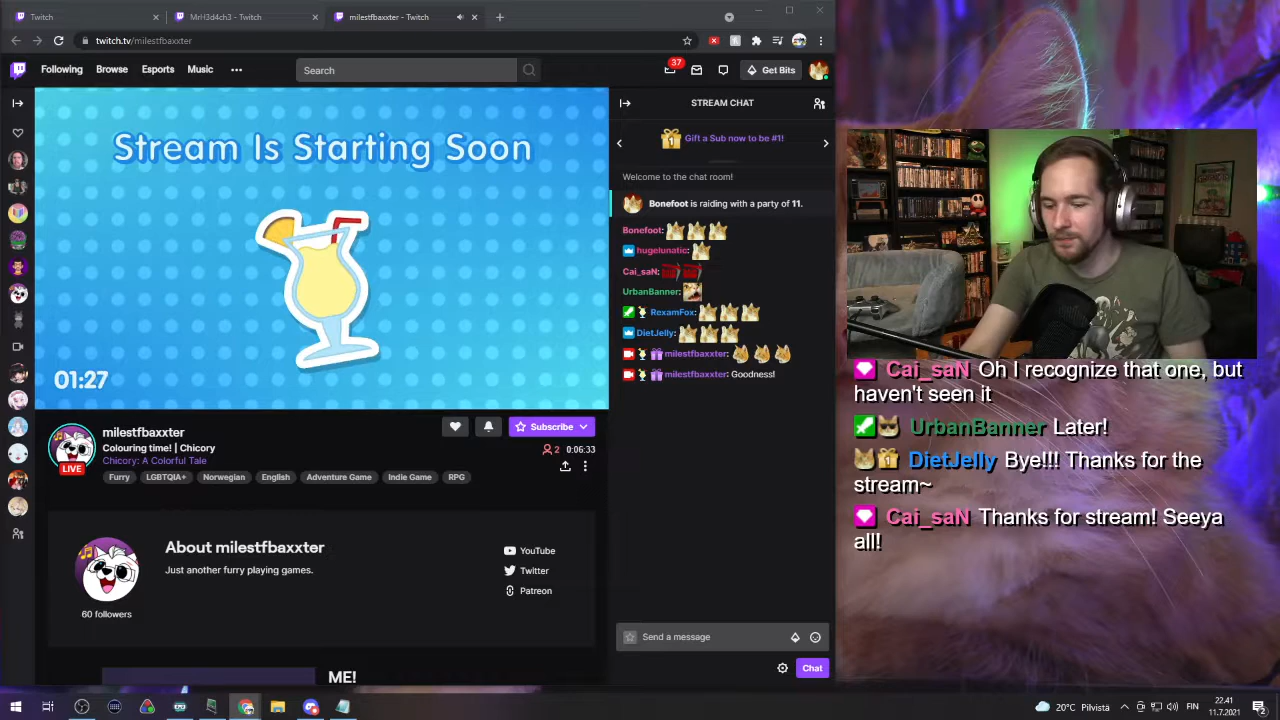 Twitch
MrH3d4ch3 - Twitch
milestfbaxxter - Twitch
twitch.tv/milestfbaxxter
Following
Browse
Esports
Music
Search
37
Get Bits
Stream Is Starting Soon
01:27
STREAM CHAT
1
Gift a Sub now to be #1!
Welcome to the chat room!
Bonefoot is raiding with a party of 11.
Bonefoot:
hugelunatic:
Cai_saN:
UrbanBanner:
RexamFox:
DietJelly:
milestfbaxxter:
milestfbaxxter: Goodness!
LIVE
milestfbaxxter
Colouring time! | Chicory
Chicory: A Colorful Tale
Furry
LGBTQIA+
Norwegian
English
Adventure Game
Indie Game
RPG
Subscribe
2
0:06:33
About milestfbaxxter
Just another furry playing games.
60 followers
YouTube
Twitter
Patreon
ME!
Send a message
Chat
Cai_saN Oh I recognize that one, but
haven't seen it
UrbanBanner Later!
1
DietJelly Bye!!! Thanks for the
stream~
Cai_saN Thanks for stream! Seeya
all!
20°C Pilvistä
FIN
22.41
11.7.2021
2